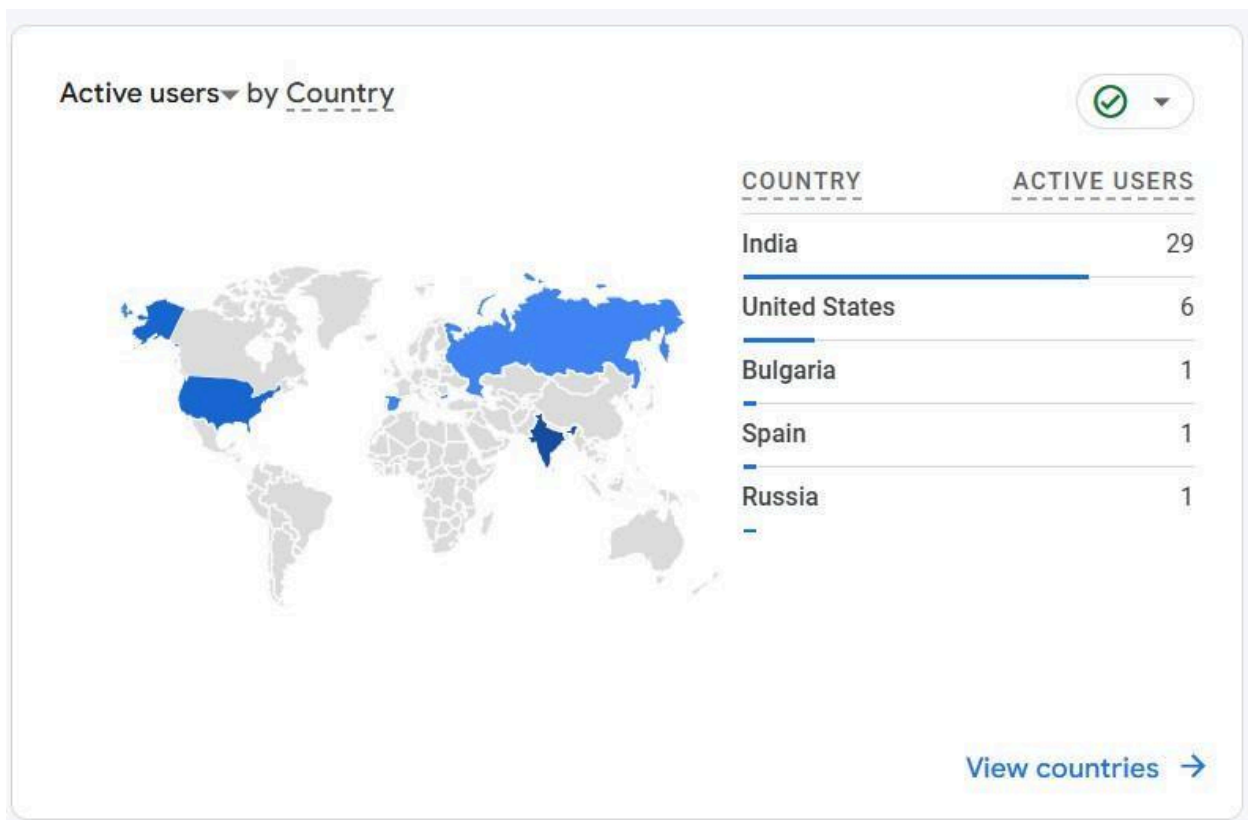 Active users by Country
COUNTRY ACTIVE USERS
India 29
United States 6
Bulgaria 1
Spain 1
Russia 1
View countries →